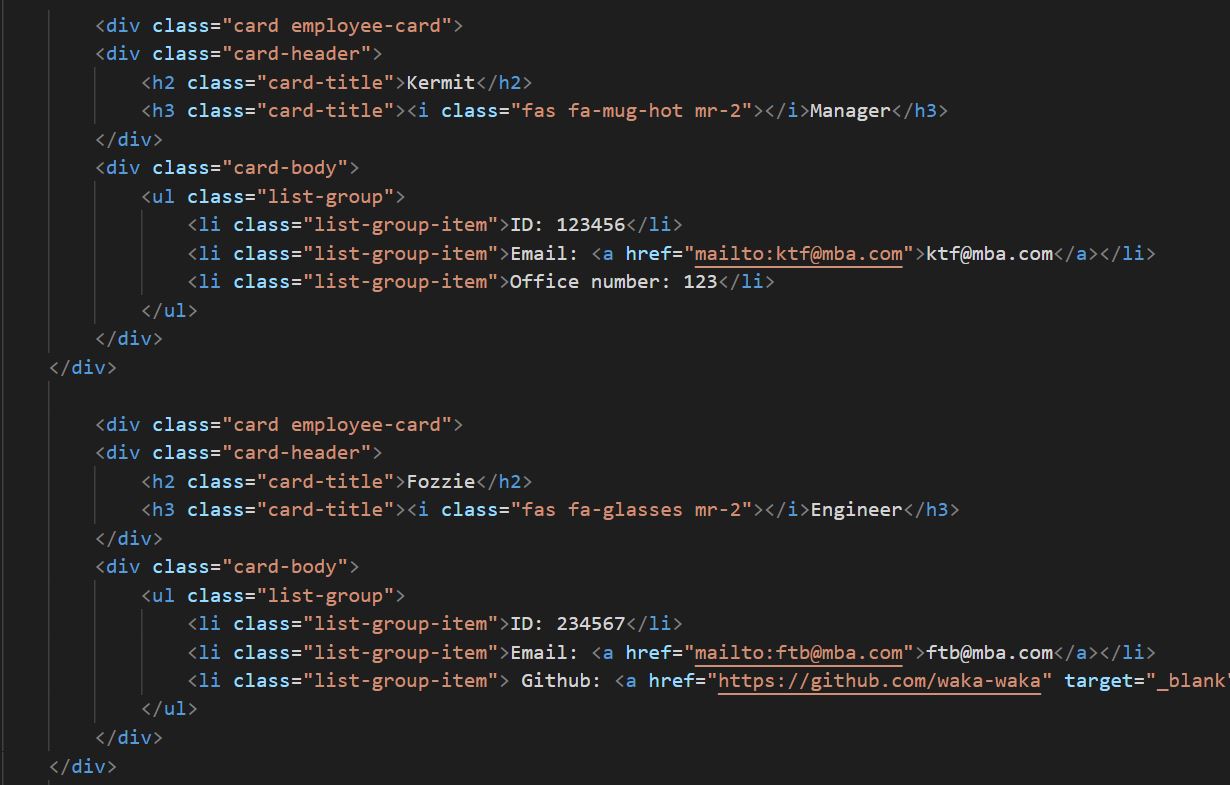 <div class="card employee-card">
<div class="card-header">
<h2 class="card-title">Kermit</h2>
<h3 class="card-title"><i class="fas fa-mug-hot mr-2"></i>Manager</h3>
</div>
<div class="card-body">
<ul class="list-group">
<li class="list-group-item">ID: 123456</li>
<li class="list-group-item">Email: <a href="mailto:ktf@mba.com">ktf@mba.com</a></li>
<li class="list-group-item">Office number: 123</li>
</ul>
</div>
</div>
<div class="card employee-card">
<div class="card-header">
<h2 class="card-title">Fozzie</h2>
<h3 class="card-title"><i class="fas fa-glasses mr-2"></i>Engineer</h3>
</div>
<div class="card-body">
<ul class="list-group">
<li class="list-group-item">ID: 234567</li>
<li class="list-group-item">Email: <a href="mailto:ftb@mba.com">ftb@mba.com</a></li>
<li class="list-group-item"> Github: <a href="https://github.com/waka-waka" target="_blank"
</ul>
</div>
</div>